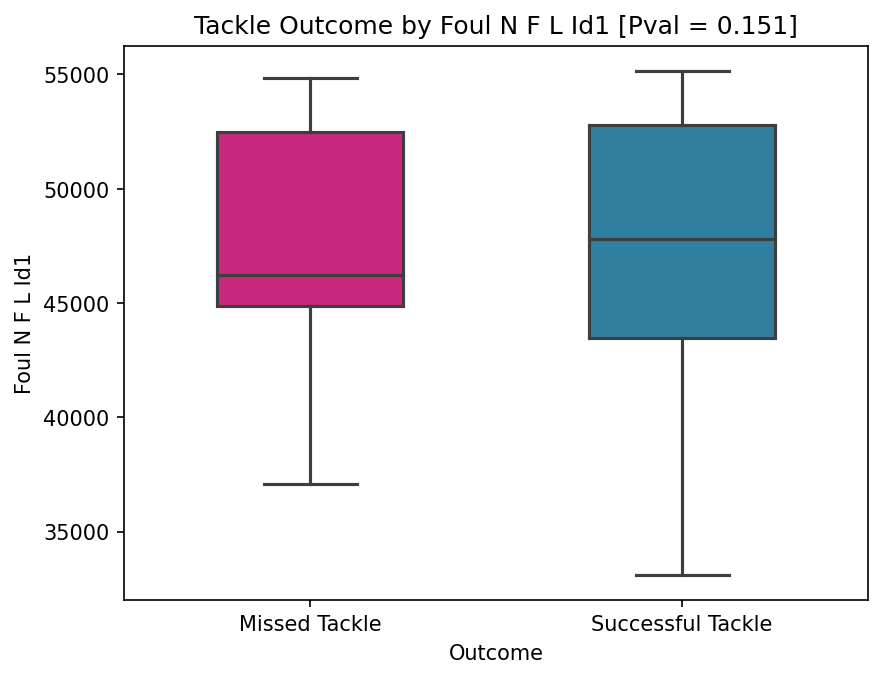 Tackle Outcome by Foul N F L Id1 [Pval = 0.151]
55000
50000
45000
40000
35000
Foul N F L Id1
Missed Tackle
Successful Tackle
Outcome